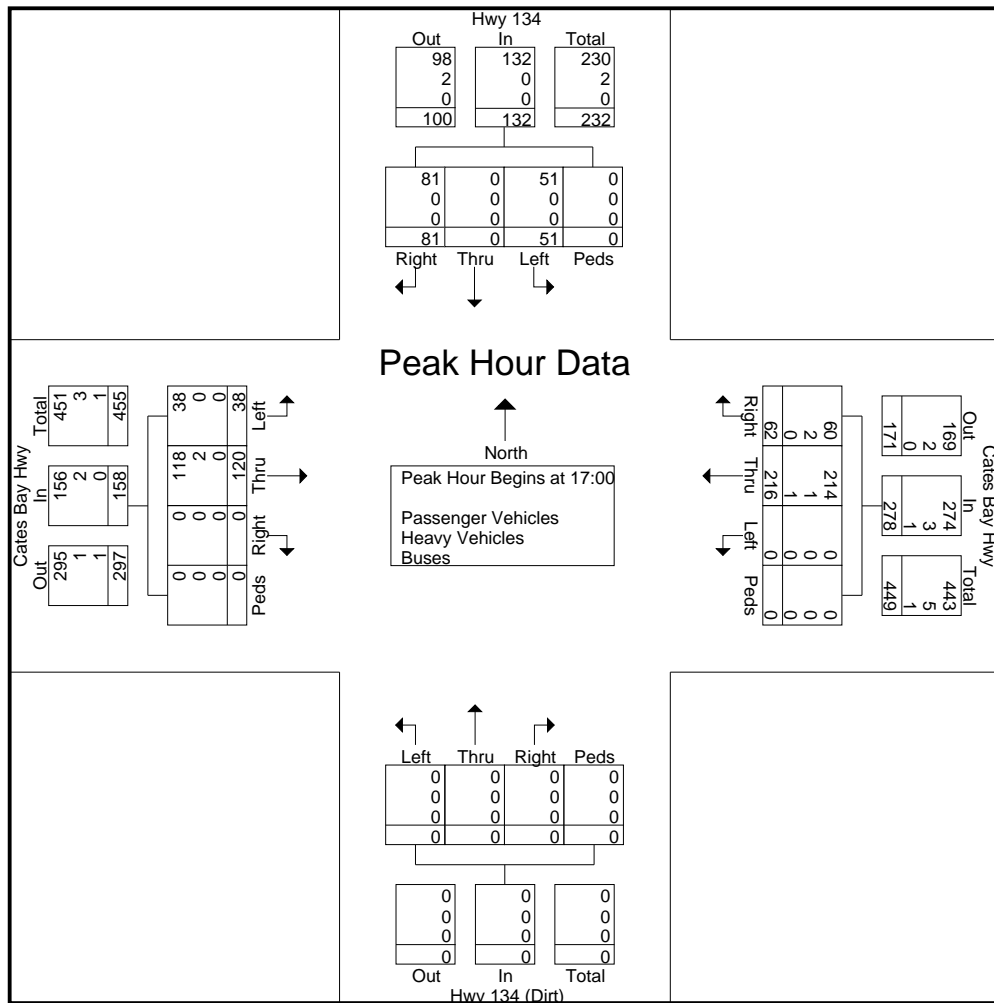 Hwy 134
Out In Total
98 132 230
2 0 2
0 0 0
100 132 232
81 0 51 0
0 0 0 0
0 0 0 0
81 0 51 0
Right Thru Left Peds
Peak Hour Data
North
Peak Hour Begins at 17:00
Passenger Vehicles
Heavy Vehicles
Buses
Cates Bay Hwy
Out In Total
295 156 451
1 2 3
1 0 1
297 158 455
Peds Right Thru Left
0 0 118 38
0 0 2 0
0 0 0 0
0 0 120 38
Cates Bay Hwy
Out In Total
169 274 443
2 3 5
0 1 1
171 278 449
Right Thru Left Peds
60 214 0 0
2 1 0 0
0 1 0 0
62 216 0 0
Left Thru Right Peds
0 0 0 0
0 0 0 0
0 0 0 0
0 0 0 0
0 0 0
0 0 0
0 0 0
0 0 0
Out In Total
Hwy 134 (Dirt)